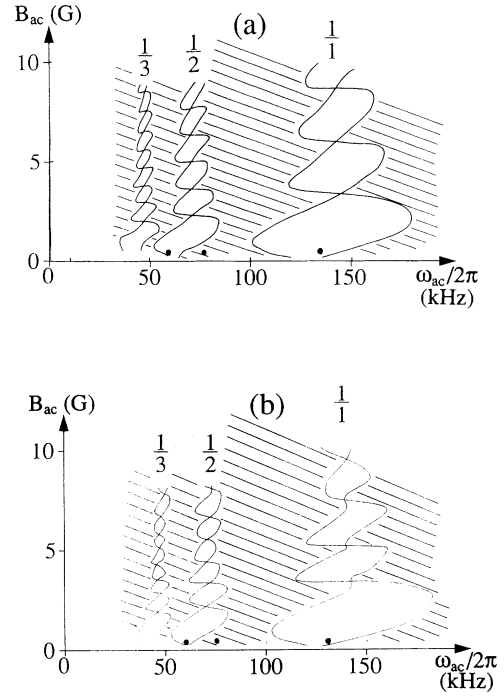 B_ac (G)
(a)
1/3 1/2 1/1
10
5
0
0 50 100 150 ω_ac/2π
(kHz)
B_ac (G)
(b)
1/3 1/2 1/1
10
5
0
0 50 100 150 ω_ac/2π
(kHz)